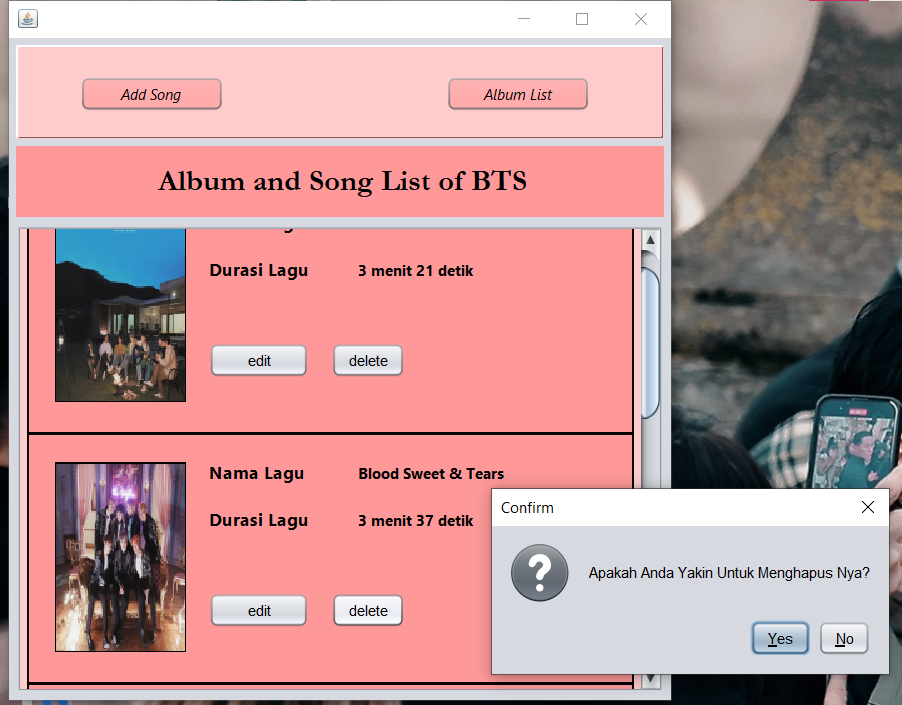 Add Song
Album List
Album and Song List of BTS
Durasi Lagu 3 menit 21 detik
edit delete
Nama Lagu Blood Sweet & Tears
Durasi Lagu 3 menit 37 detik
edit delete
Confirm
Apakah Anda Yakin Untuk Menghapus Nya?
Yes No